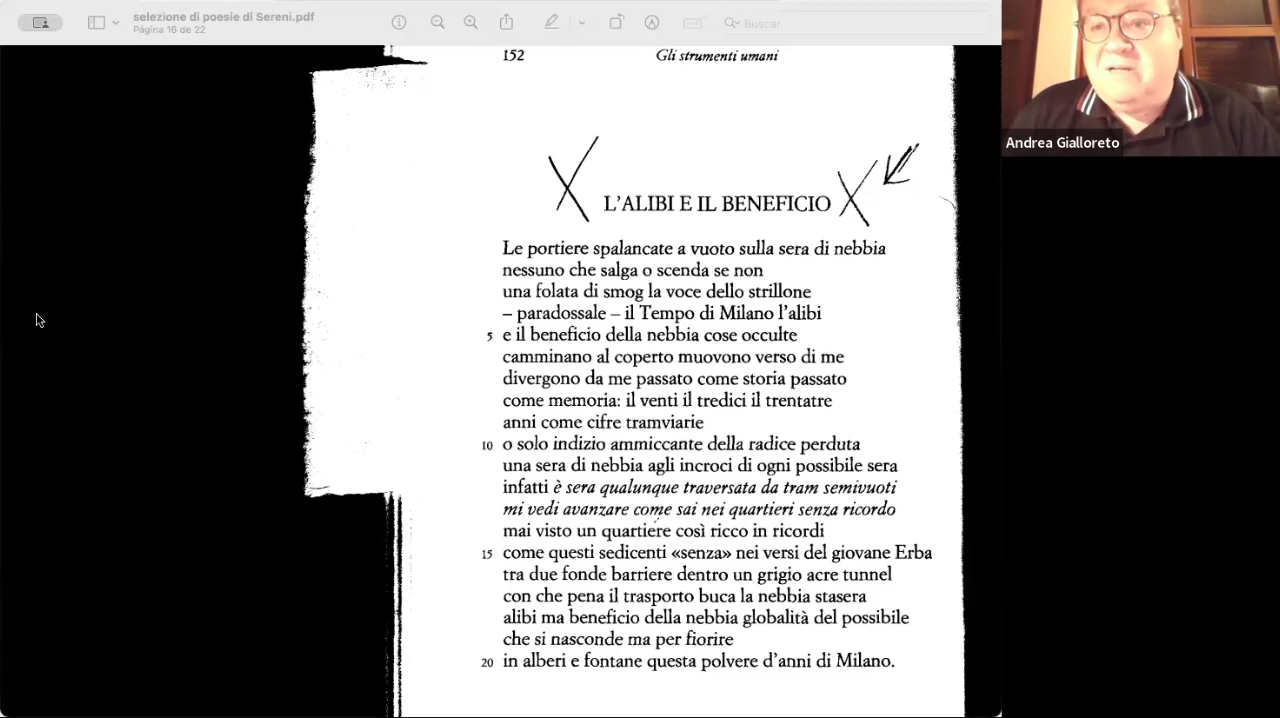 selezione di poesie di Sereni.pdf
Página 16 de 22
Buscar
Andrea Gialloreto
152 Gli strumenti umani
L'ALIBI E IL BENEFICIO
Le portiere spalancate a vuoto sulla sera di nebbia
nessuno che salga o scenda se non
una folata di smog la voce dello strillone
– paradossale – il Tempo di Milano l'alibi
5 e il beneficio della nebbia cose occulte
camminano al coperto muovono verso di me
divergono da me passato come storia passato
come memoria: il venti il tredici il trentatre
anni come cifre tramviarie
10 o solo indizio ammiccante della radice perduta
una sera di nebbia agli incroci di ogni possibile sera
infatti è sera qualunque traversata da tram semivuoti
mi vedi avanzare come sai nei quartieri senza ricordo
mai visto un quartiere così ricco in ricordi
15 come questi sedicenti «senza» nei versi del giovane Erba
tra due fonde barriere dentro un grigio acre tunnel
con che pena il trasporto buca la nebbia stasera
alibi ma beneficio della nebbia globalità del possibile
che si nasconde ma per fiorire
20 in alberi e fontane questa polvere d'anni di Milano.